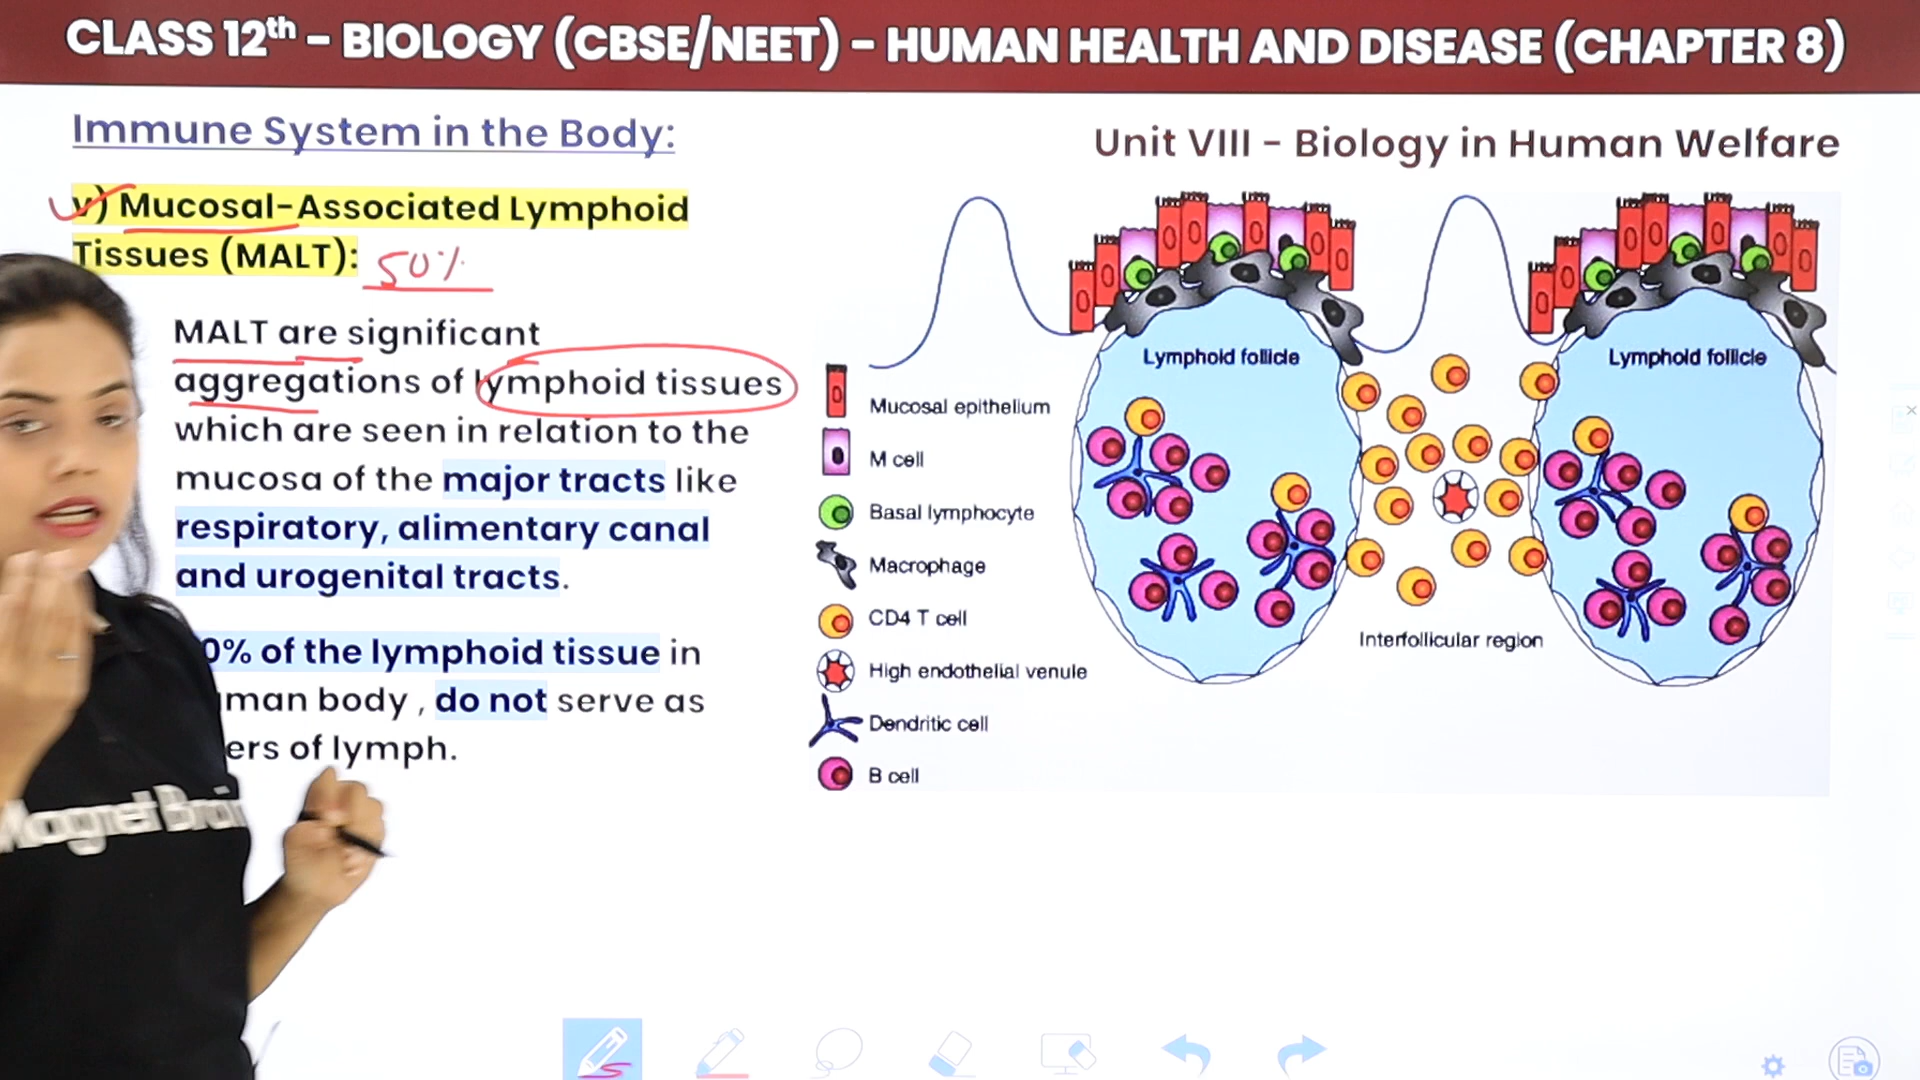 CLASS 12th – BIOLOGY (CBSE/NEET) – HUMAN HEALTH AND DISEASE (CHAPTER 8)
Immune System in the Body:
Unit VIII – Biology in Human Welfare
v) Mucosal-Associated Lymphoid
Tissues (MALT): 50%
MALT are significant
aggregations of lymphoid tissues
which are seen in relation to the
mucosa of the major tracts like
respiratory, alimentary canal
and urogenital tracts.
0% of the lymphoid tissue in
man body , do not serve as
ers of lymph.
Lymphoid follicle
Lymphoid follicle
Mucosal epithelium
M cell
Basal lymphocyte
Macrophage
CD4 T cell
High endothelial venule
Dendritic cell
B cell
Interfollicular region
Magnet Brain